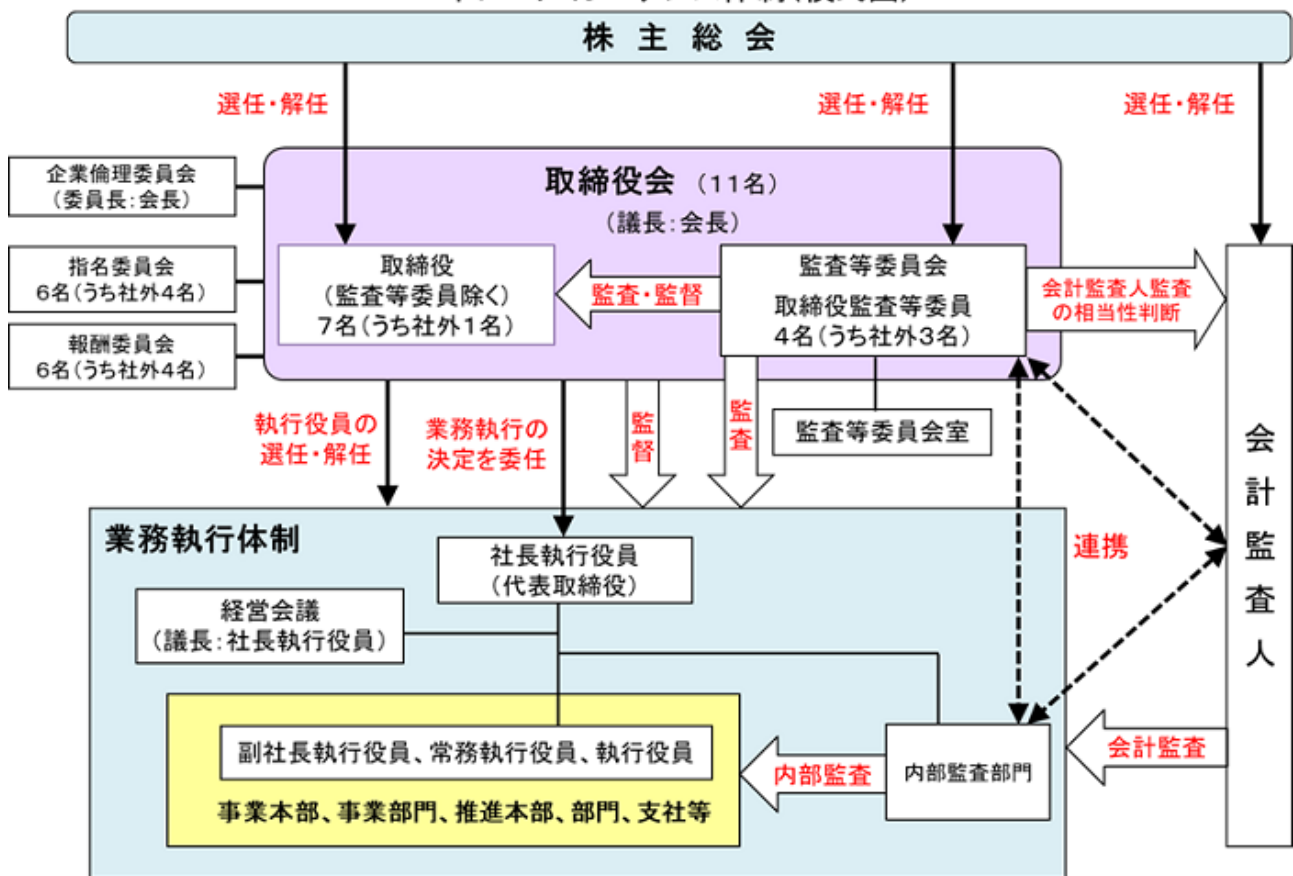 株主総会
選任・解任
選任・解任
選任・解任
企業倫理委員会
(委員長:会長)
取締役会 (11名)
(議長:会長)
指名委員会
6名(うち社外4名)
取締役
(監査等委員除く)
7名(うち社外1名)
監査・監督
監査等委員会
取締役監査等委員
4名(うち社外3名)
会計監査人監査
の相当性判断
報酬委員会
6名(うち社外4名)
執行役員の
選任・解任
業務執行の
決定を委任
監督
監査
監査等委員会室
会計監査人
業務執行体制
社長執行役員
(代表取締役)
連携
経営会議
(議長:社長執行役員)
副社長執行役員、常務執行役員、執行役員
事業本部、事業部門、推進本部、部門、支社等
内部監査
内部監査部門
会計監査